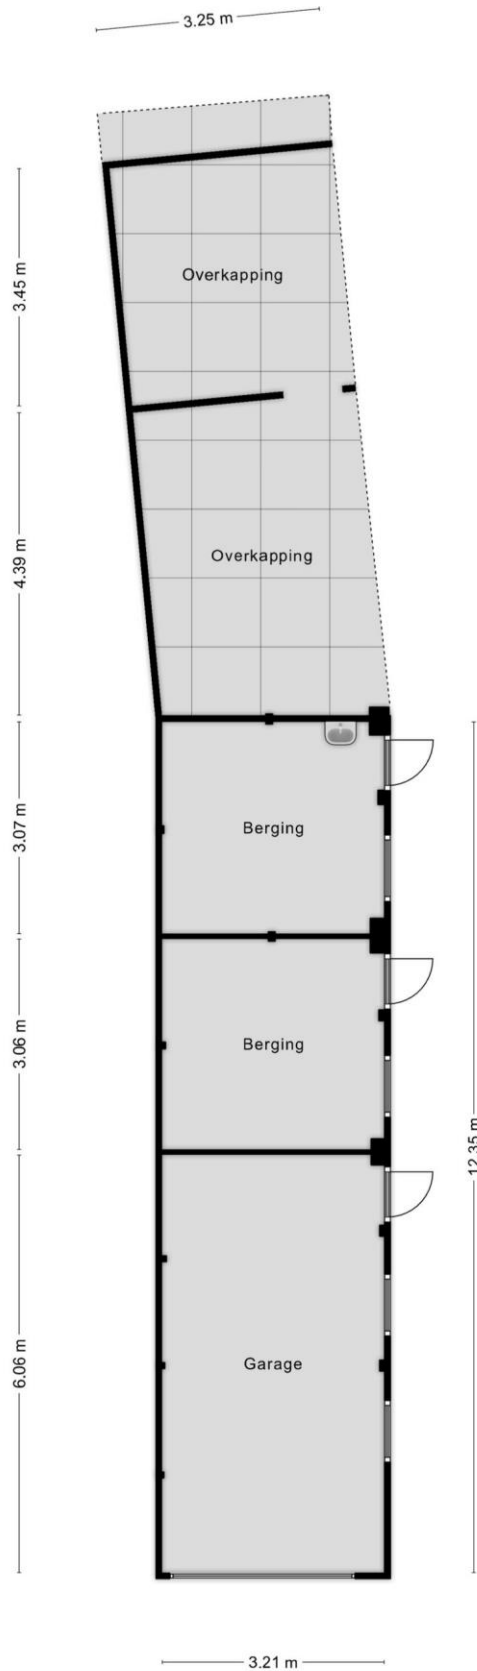 3.25 m
Overkapping
3.45 m
4.39 m
Overkapping
Berging
3.07 m
Berging
3.06 m
12.35 m
Garage
6.06 m
3.21 m